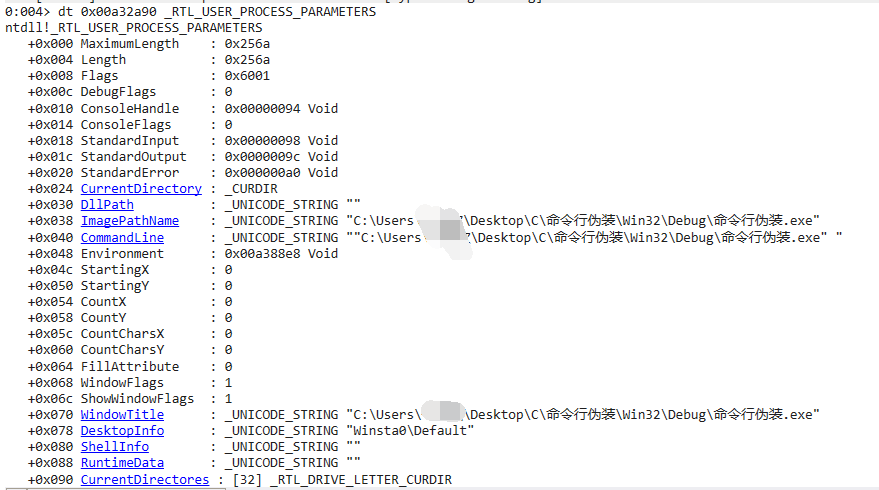 0:004> dt 0x00a32a90 _RTL_USER_PROCESS_PARAMETERS
ntdll!_RTL_USER_PROCESS_PARAMETERS
+0x000 MaximumLength : 0x256a
+0x004 Length : 0x256a
+0x008 Flags : 0x6001
+0x00c DebugFlags : 0
+0x010 ConsoleHandle : 0x00000094 Void
+0x014 ConsoleFlags : 0
+0x018 StandardInput : 0x00000098 Void
+0x01c StandardOutput : 0x0000009c Void
+0x020 StandardError : 0x000000a0 Void
+0x024 CurrentDirectory : _CURDIR
+0x030 DllPath : _UNICODE_STRING ""
+0x038 ImagePathName : _UNICODE_STRING "C:\Users \Desktop\C\命令行伪装\Win32\Debug\命令行伪装.exe"
+0x040 CommandLine : _UNICODE_STRING ""C:\Users \Desktop\C\命令行伪装\Win32\Debug\命令行伪装.exe" "
+0x048 Environment : 0x00a388e8 Void
+0x04c StartingX : 0
+0x050 StartingY : 0
+0x054 CountX : 0
+0x058 CountY : 0
+0x05c CountCharsX : 0
+0x060 CountCharsY : 0
+0x064 FillAttribute : 0
+0x068 WindowFlags : 1
+0x06c ShowWindowFlags : 1
+0x070 WindowTitle : _UNICODE_STRING "C:\Users\ \Desktop\C\命令行伪装\Win32\Debug\命令行伪装.exe"
+0x078 DesktopInfo : _UNICODE_STRING "Winsta0\Default"
+0x080 ShellInfo : _UNICODE_STRING ""
+0x088 RuntimeData : _UNICODE_STRING ""
+0x090 CurrentDirectores : [32] _RTL_DRIVE_LETTER_CURDIR